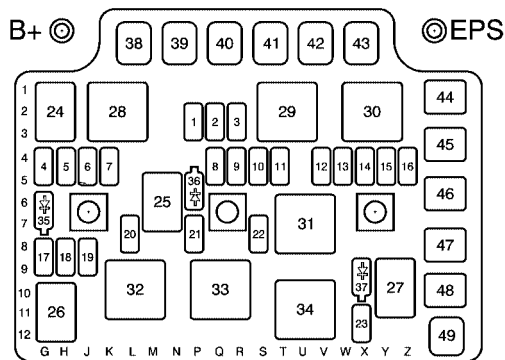 B+ EPS
38 39 40 41 42 43
1 24 28 29 30 44
2 1 2 3
3
4 4 5 6 7 36 8 9 10 11 12 13 14 15 16 45
5
6 35 25 31 46
7 20 21 22
8 17 18 19 47
9 32 33 37 27
10 26 34 48
11 23
12 49
G H J K L M N P Q R S T U V W X Y Z